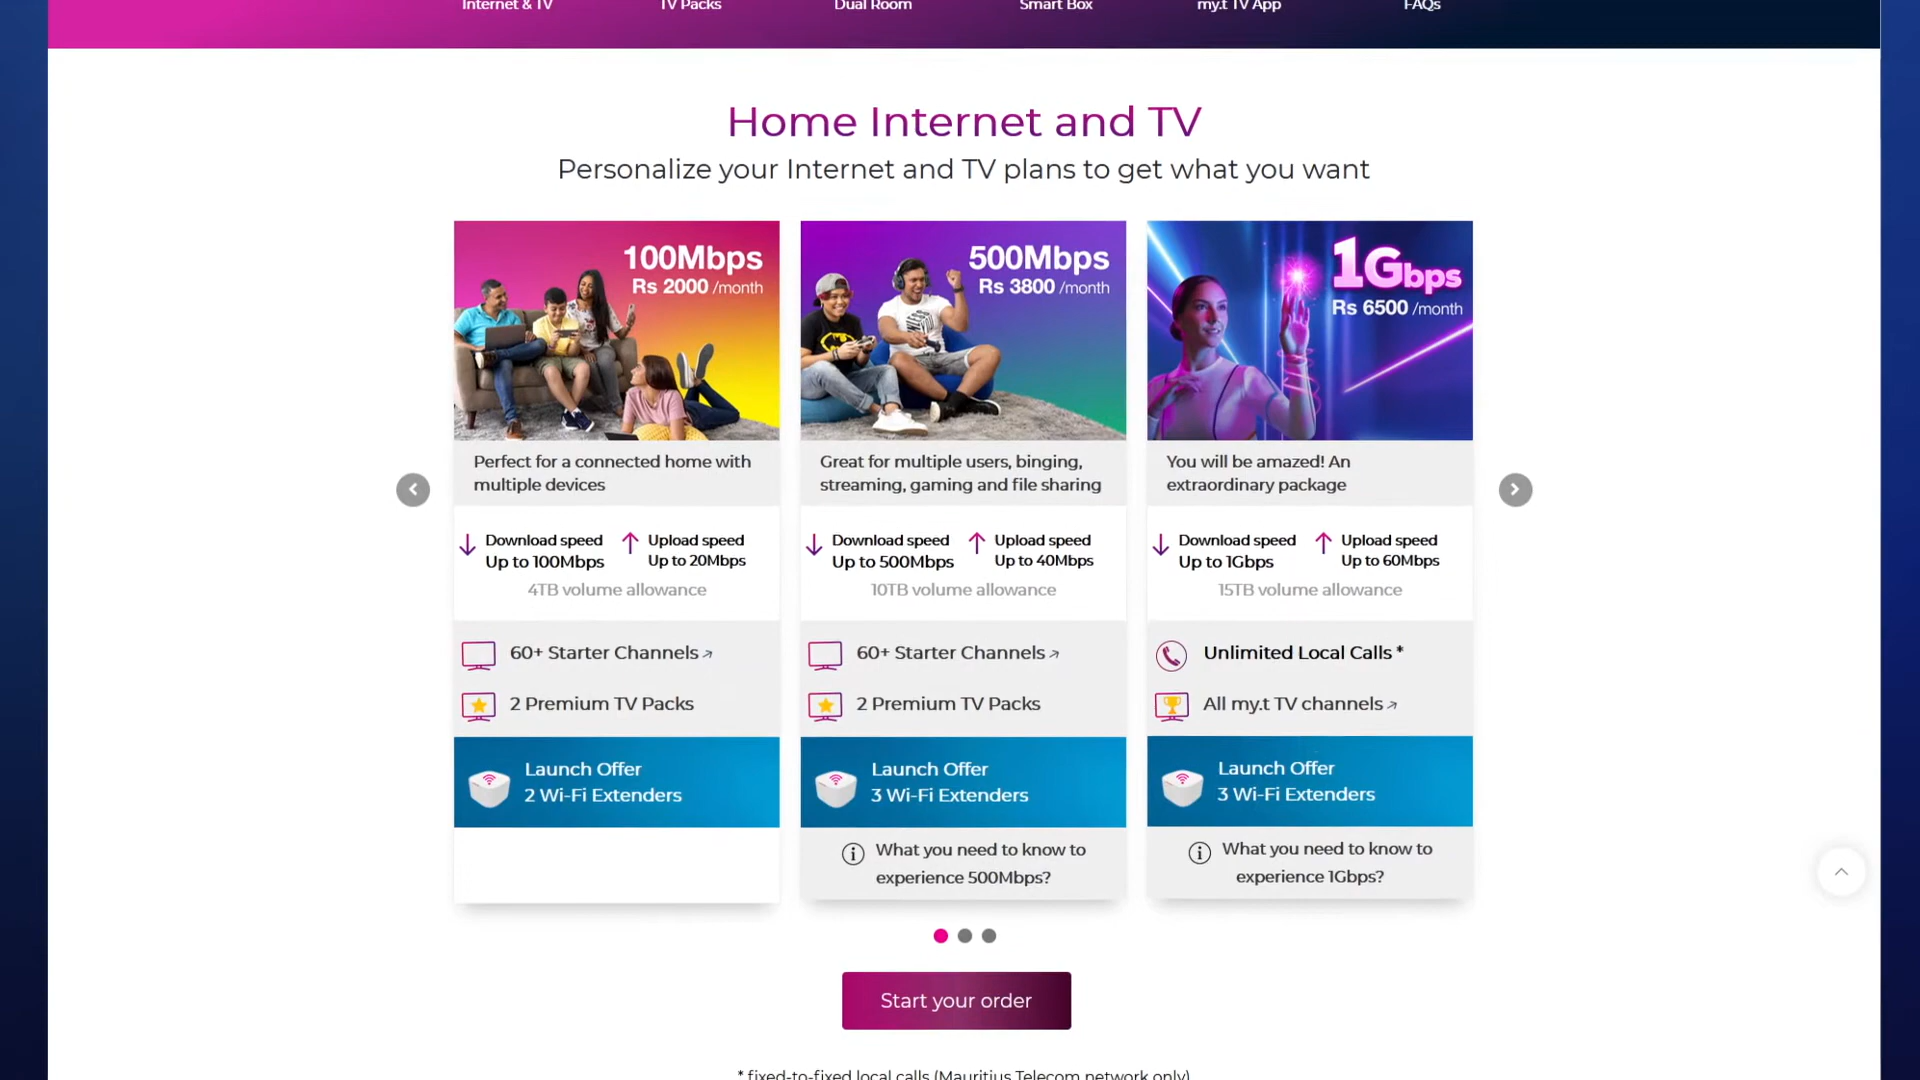 Internet & TV
TV Packs
Dual Room
Smart Box
my.t TV App
FAQs
Home Internet and TV
Personalize your Internet and TV plans to get what you want
100Mbps
Rs 2000 /month
Perfect for a connected home with
multiple devices
Download speed
Up to 100Mbps
Upload speed
Up to 20Mbps
4TB volume allowance
60+ Starter Channels
2 Premium TV Packs
Launch Offer
2 Wi-Fi Extenders
500Mbps
Rs 3800 /month
Great for multiple users, binging,
streaming, gaming and file sharing
Download speed
Up to 500Mbps
Upload speed
Up to 40Mbps
10TB volume allowance
60+ Starter Channels
2 Premium TV Packs
Launch Offer
3 Wi-Fi Extenders
What you need to know to
experience 500Mbps?
1Gbps
Rs 6500 /month
You will be amazed! An
extraordinary package
Download speed
Up to 1Gbps
Upload speed
Up to 60Mbps
15TB volume allowance
Unlimited Local Calls *
All my.t TV channels
Launch Offer
3 Wi-Fi Extenders
What you need to know to
experience 1Gbps?
Start your order
* fixed-to-fixed local calls (Mauritius Telecom network only)